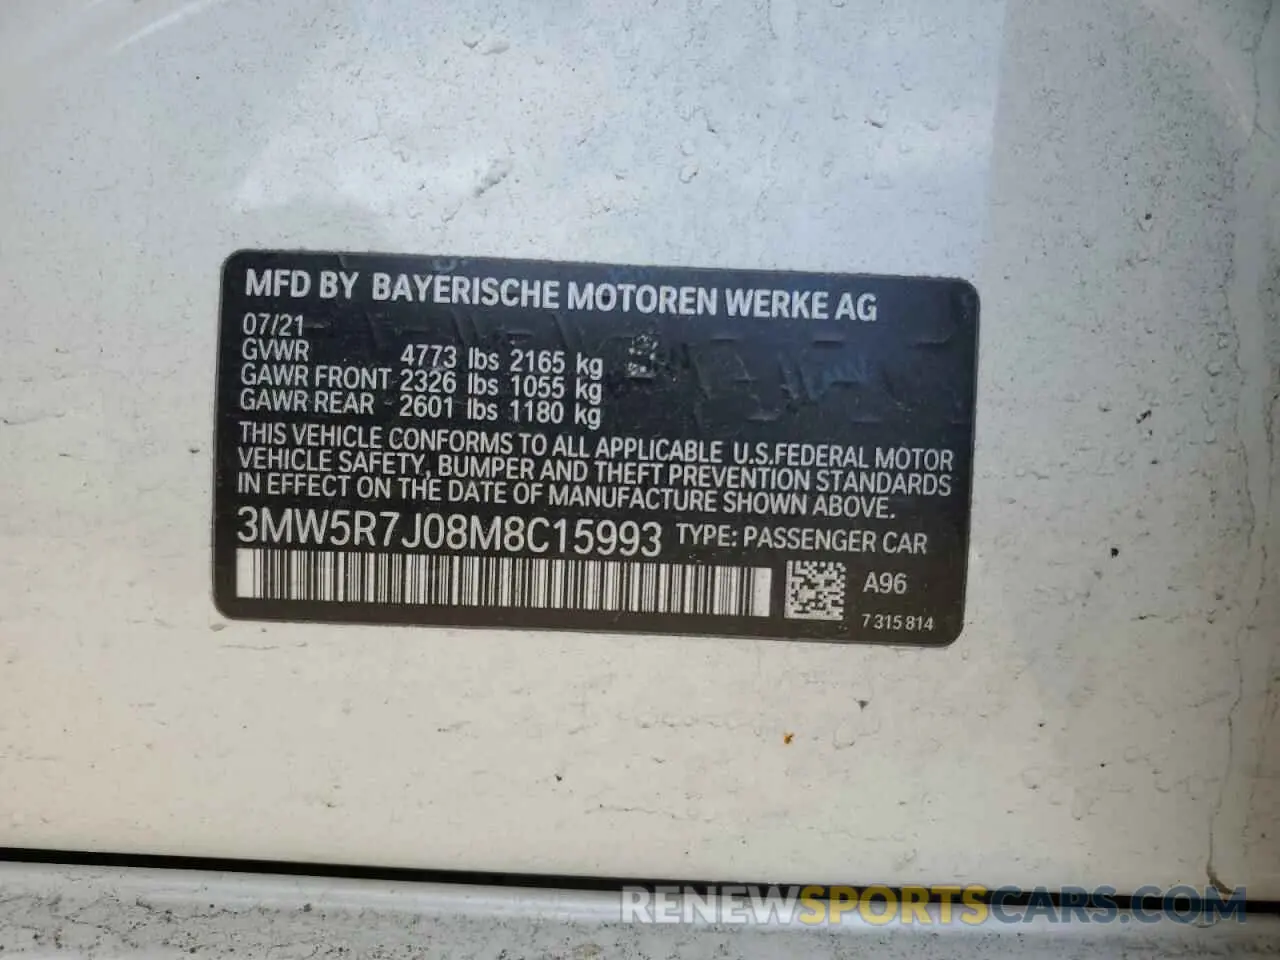 MFD BY BAYERISCHE MOTOREN WERKE AG
07/21
GVWR 4773 lbs 2165 kg
GAWR FRONT 2326 lbs 1055 kg
GAWR REAR 2601 lbs 1180 kg
THIS VEHICLE CONFORMS TO ALL APPLICABLE U.S.FEDERAL MOTOR
VEHICLE SAFETY, BUMPER AND THEFT PREVENTION STANDARDS
IN EFFECT ON THE DATE OF MANUFACTURE SHOWN ABOVE.
3MW5R7J08M8C15993 TYPE: PASSENGER CAR
A96
7 315 814
RENEWSPORTSCARS.COM